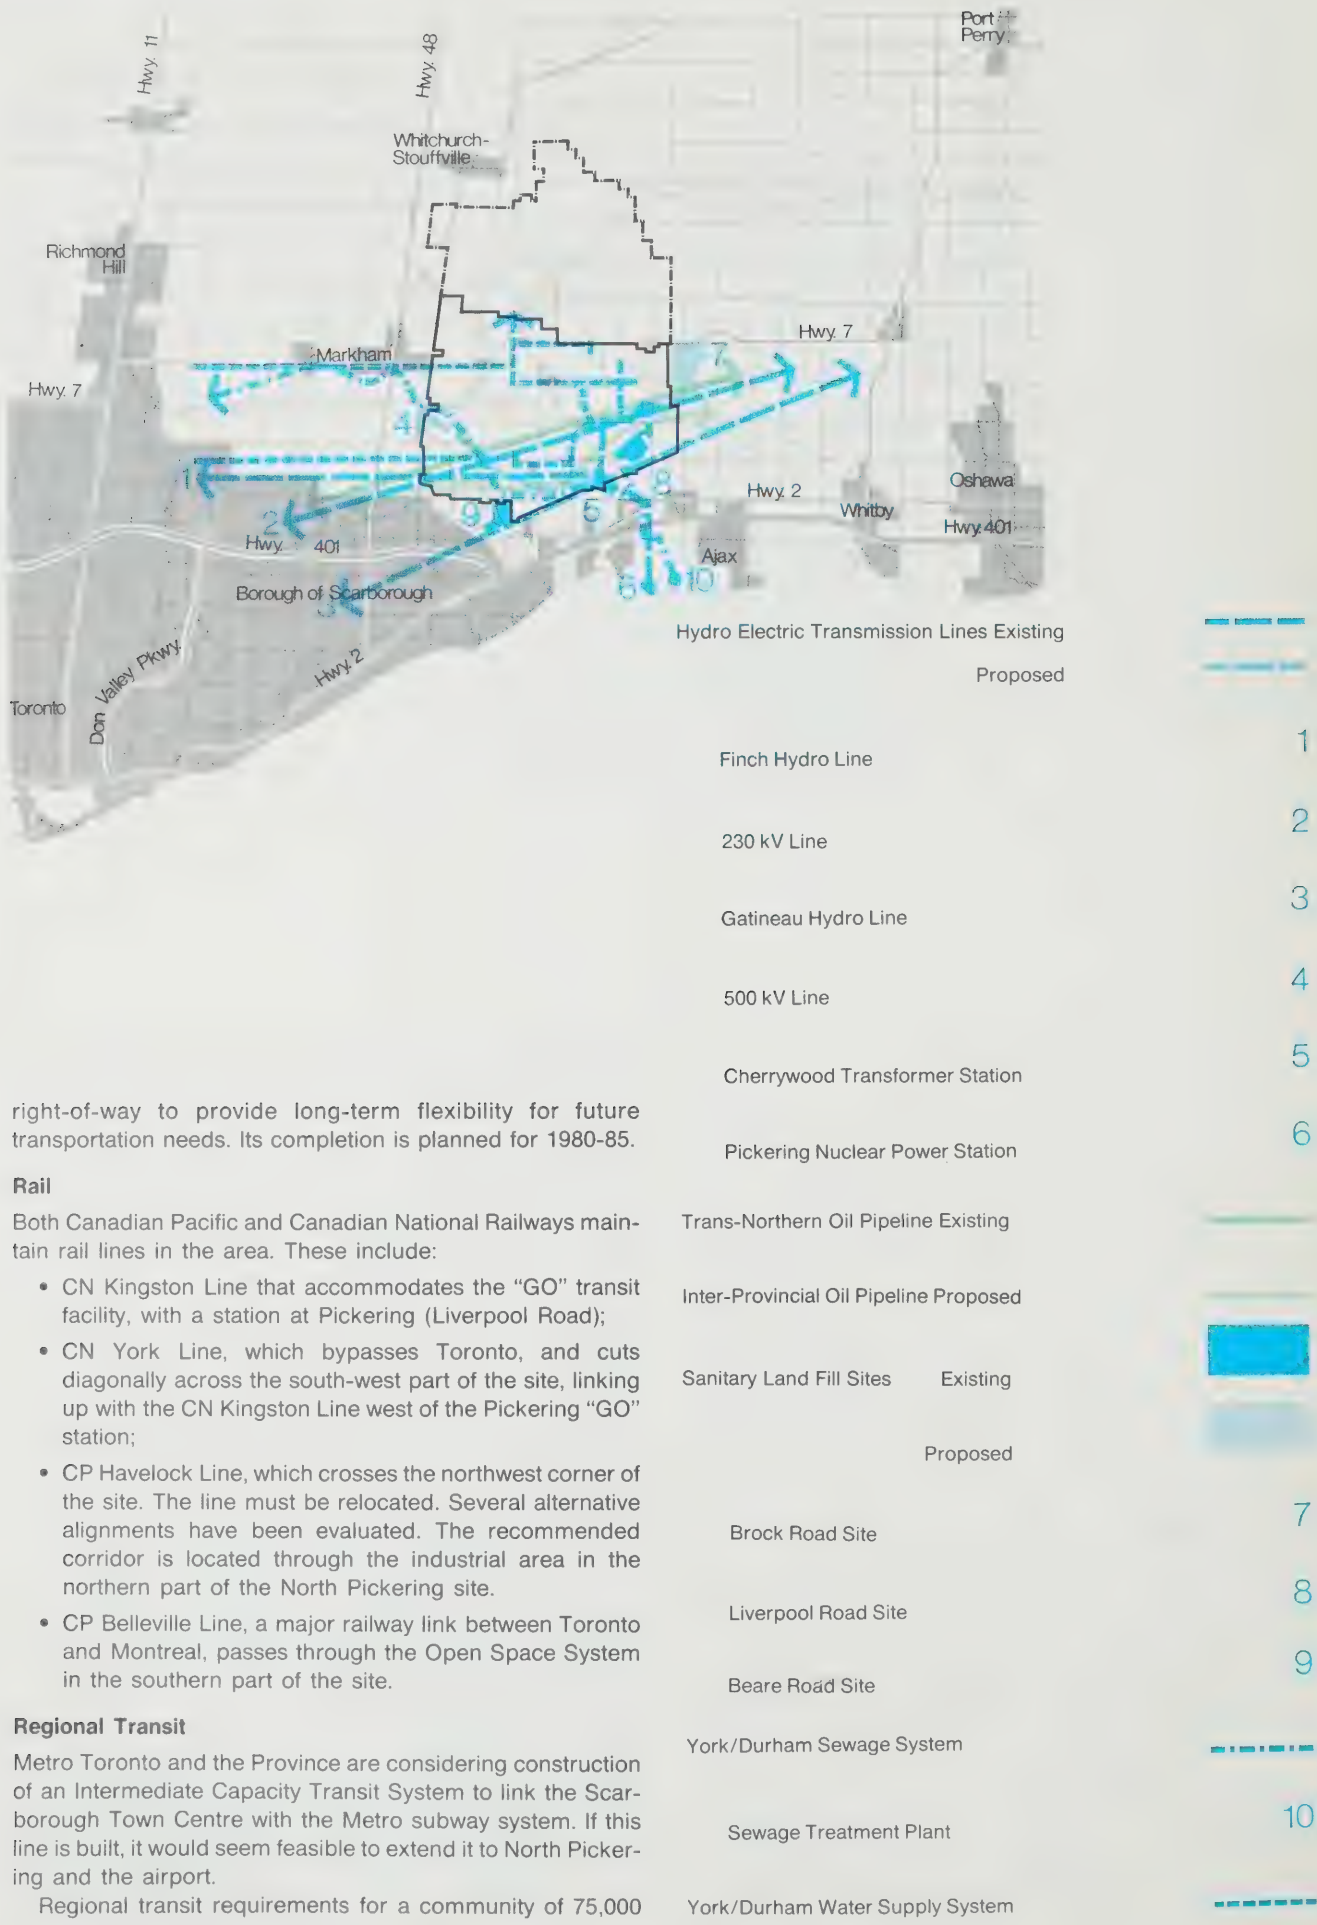 Port
Perry
Hwy. 11
Hwy. 48
Whitchurch-
Stouffville
Richmond
Hill
Hwy. 7
Markham
7
Hwy. 7
4
1
Oshawa
8
Hwy. 2
2
9
5
Whitby
Hwy. 401
Hwy. 401
Ajax
Borough of Scarborough
3
6
10
Hwy. 2
Don Valley Pkwy.
Toronto
Hydro Electric Transmission Lines Existing
Proposed
Finch Hydro Line 1
230 kV Line 2
Gatineau Hydro Line 3
500 kV Line 4
Cherrywood Transformer Station 5
Pickering Nuclear Power Station 6
Trans-Northern Oil Pipeline Existing
Inter-Provincial Oil Pipeline Proposed
Sanitary Land Fill Sites Existing
Proposed
Brock Road Site 7
Liverpool Road Site 8
Beare Road Site 9
York/Durham Sewage System
Sewage Treatment Plant 10
York/Durham Water Supply System
right-of-way to provide long-term flexibility for future
transportation needs. Its completion is planned for 1980-85.
Rail
Both Canadian Pacific and Canadian National Railways main-
tain rail lines in the area. These include:
• CN Kingston Line that accommodates the "GO" transit
facility, with a station at Pickering (Liverpool Road);
• CN York Line, which bypasses Toronto, and cuts
diagonally across the south-west part of the site, linking
up with the CN Kingston Line west of the Pickering "GO"
station;
• CP Havelock Line, which crosses the northwest corner of
the site. The line must be relocated. Several alternative
alignments have been evaluated. The recommended
corridor is located through the industrial area in the
northern part of the North Pickering site.
• CP Belleville Line, a major railway link between Toronto
and Montreal, passes through the Open Space System
in the southern part of the site.
Regional Transit
Metro Toronto and the Province are considering construction
of an Intermediate Capacity Transit System to link the Scar-
borough Town Centre with the Metro subway system. If this
line is built, it would seem feasible to extend it to North Picker-
ing and the airport.
Regional transit requirements for a community of 75,000